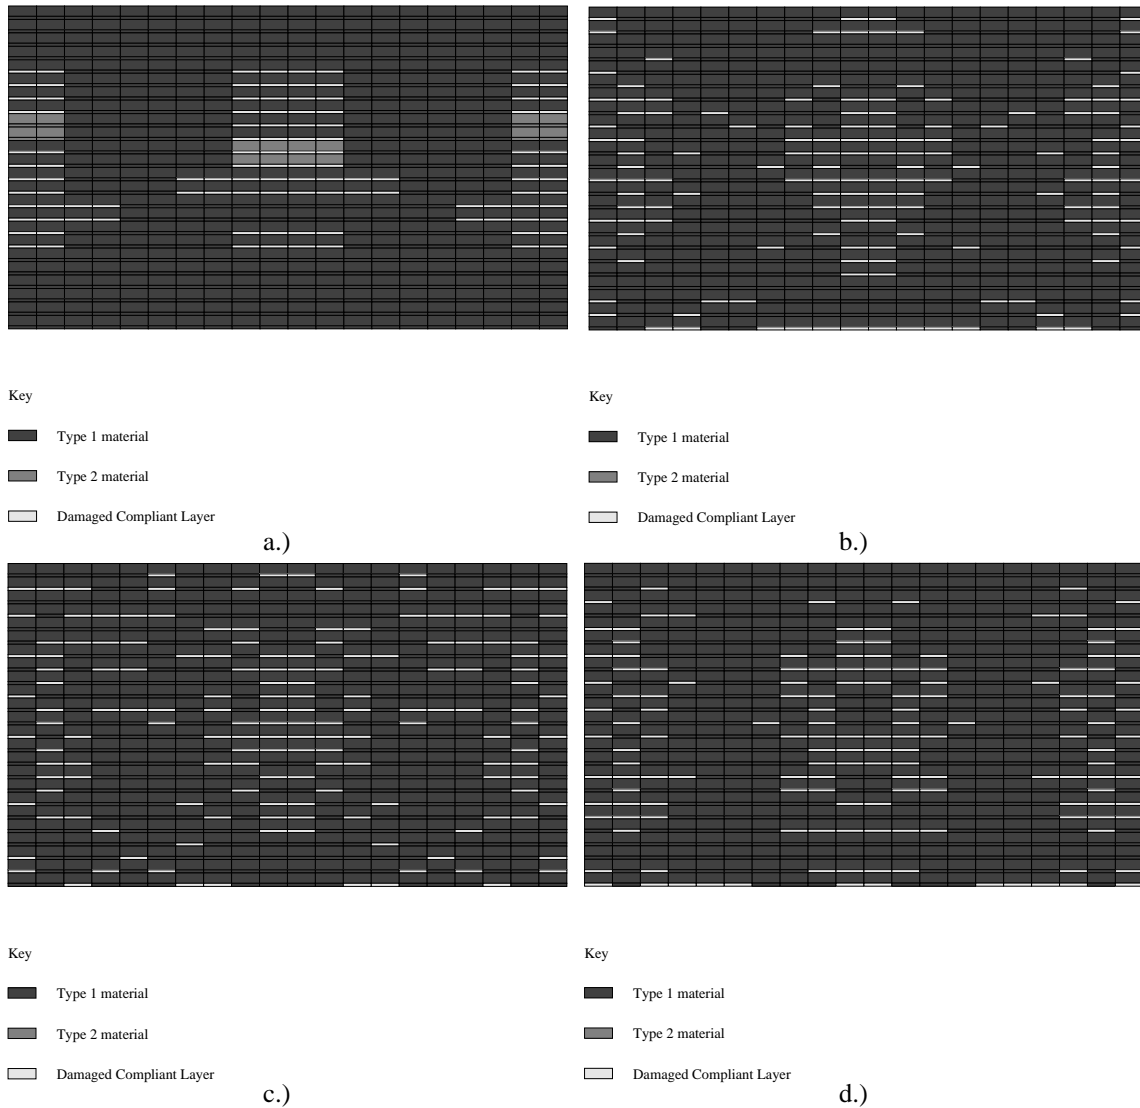 Key
Type 1 material
Type 2 material
Damaged Compliant Layer
a.)
Key
Type 1 material
Type 2 material
Damaged Compliant Layer
b.)
Key
Type 1 material
Type 2 material
Damaged Compliant Layer
c.)
Key
Type 1 material
Type 2 material
Damaged Compliant Layer
d.)